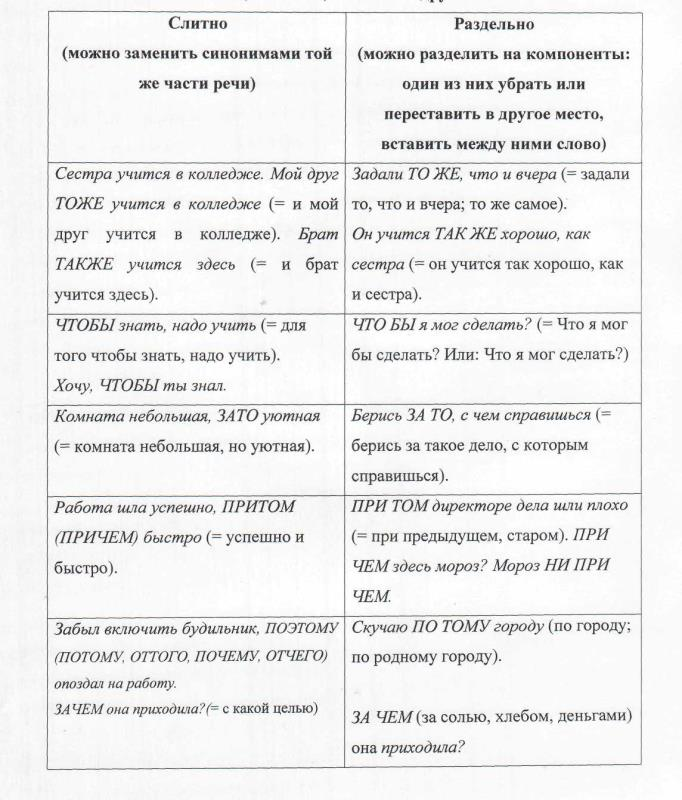 Слитно
(можно заменить синонимами той
же части речи)
Раздельно
(можно разделить на компоненты:
один из них убрать или
переставить в другое место,
вставить между ними слово)
Сестра учится в колледже. Мой друг
ТОЖЕ учится в колледже (= и мой
друг учится в колледже). Брат
ТАКЖЕ учится здесь (= и брат
учится здесь).
Задали ТО ЖЕ, что и вчера (= задали
то, что и вчера; то же самое).
Он учится ТАК ЖЕ хорошо, как
сестра (= он учится так хорошо, как
и сестра).
ЧТОБЫ знать, надо учить (= для
того чтобы знать, надо учить).
Хочу, ЧТОБЫ ты знал.
ЧТО БЫ я мог сделать? (= Что я мог
бы сделать? Или: Что я мог сделать?)
Комната небольшая, ЗАТО уютная
(= комната небольшая, но уютная).
Берись ЗА ТО, с чем справишься (=
берись за такое дело, с которым
справишься).
Работа шла успешно, ПРИТОМ
(ПРИЧЕМ) быстро (= успешно и
быстро).
ПРИ ТОМ директоре дела шли плохо
(= при предыдущем, старом). ПРИ
ЧЕМ здесь мороз? Мороз НИ ПРИ
ЧЕМ.
Забыл включить будильник, ПОЭТОМУ
(ПОТОМУ, ОТТОГО, ПОЧЕМУ, ОТЧЕГО)
опоздал на работу.
ЗАЧЕМ она приходила?(= с какой целью)
Скучаю ПО ТОМУ городу (по городу;
по родному городу).
ЗА ЧЕМ (за солью, хлебом, деньгами)
она приходила?